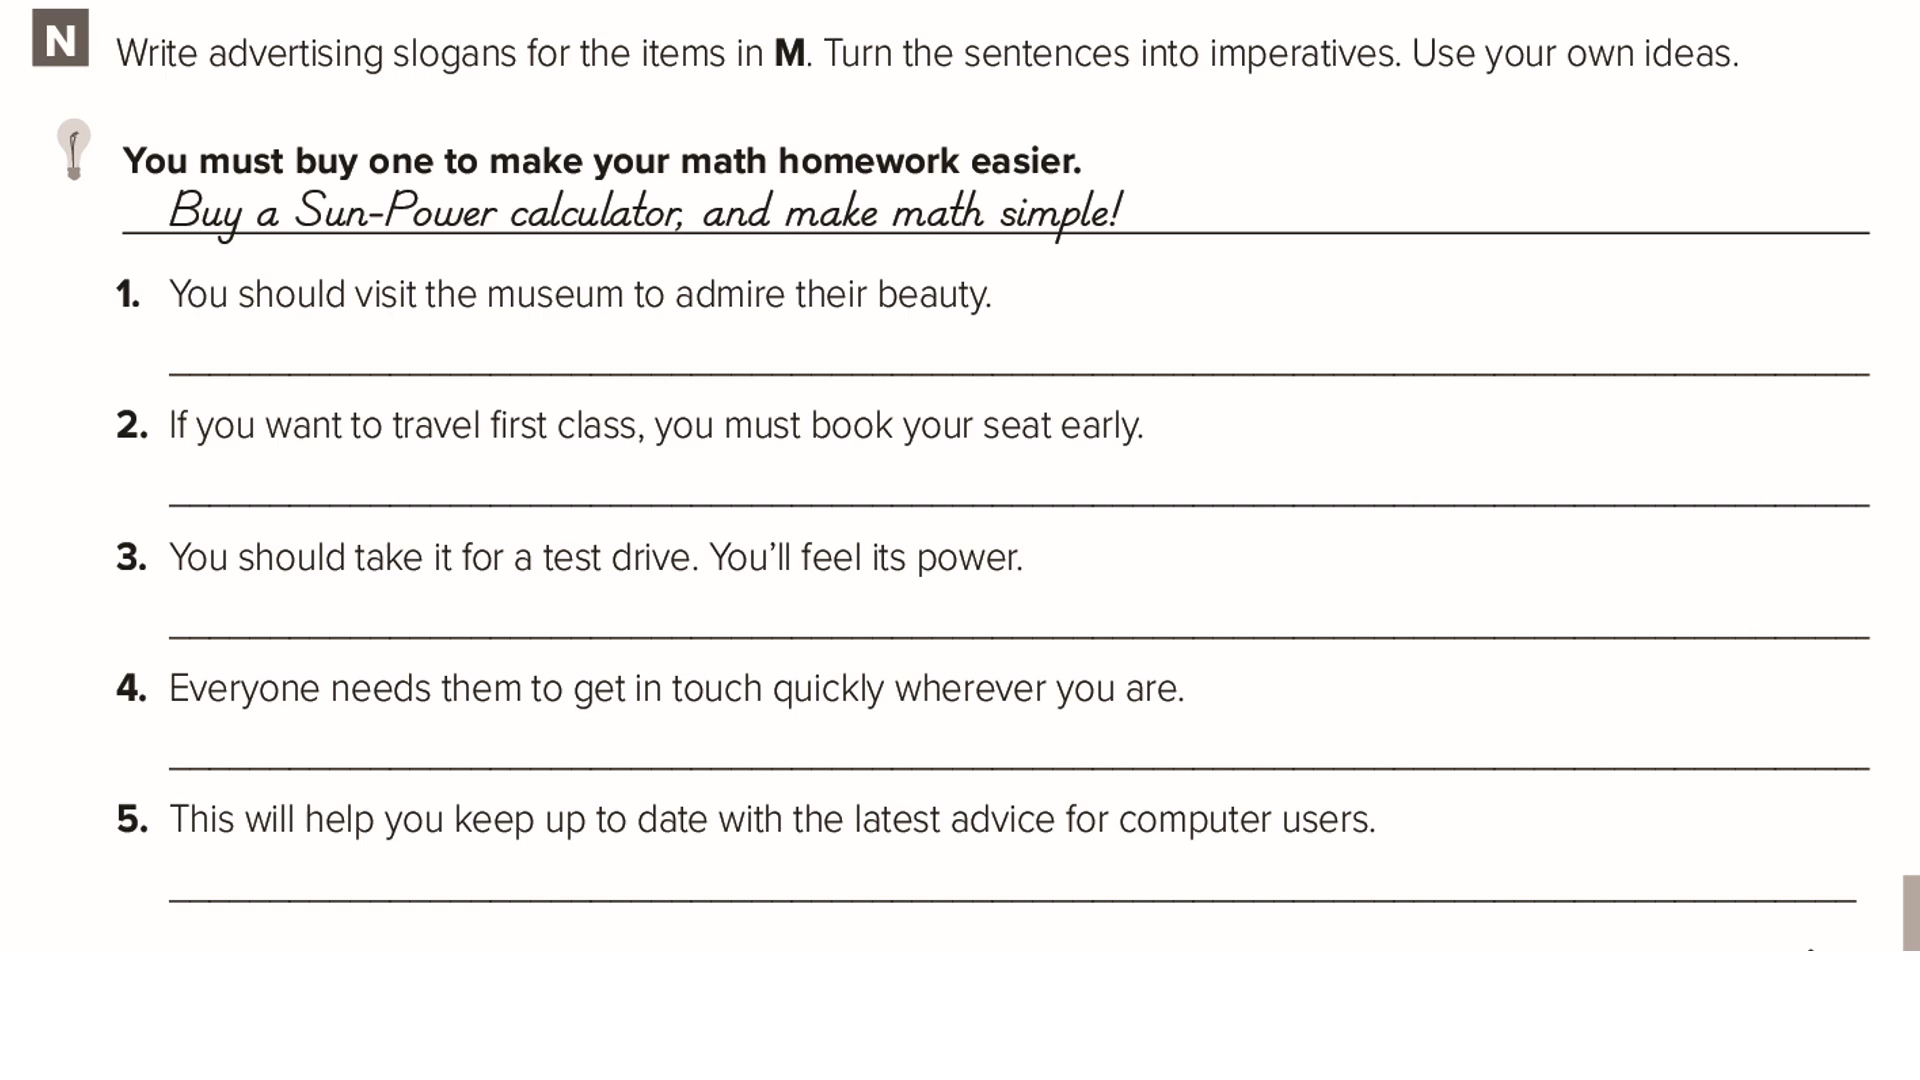 N Write advertising slogans for the items in M. Turn the sentences into imperatives. Use your own ideas.
You must buy one to make your math homework easier.
Buy a Sun-Power calculator, and make math simple!
1. You should visit the museum to admire their beauty.
2. If you want to travel first class, you must book your seat early.
3. You should take it for a test drive. You'll feel its power.
4. Everyone needs them to get in touch quickly wherever you are.
5. This will help you keep up to date with the latest advice for computer users.